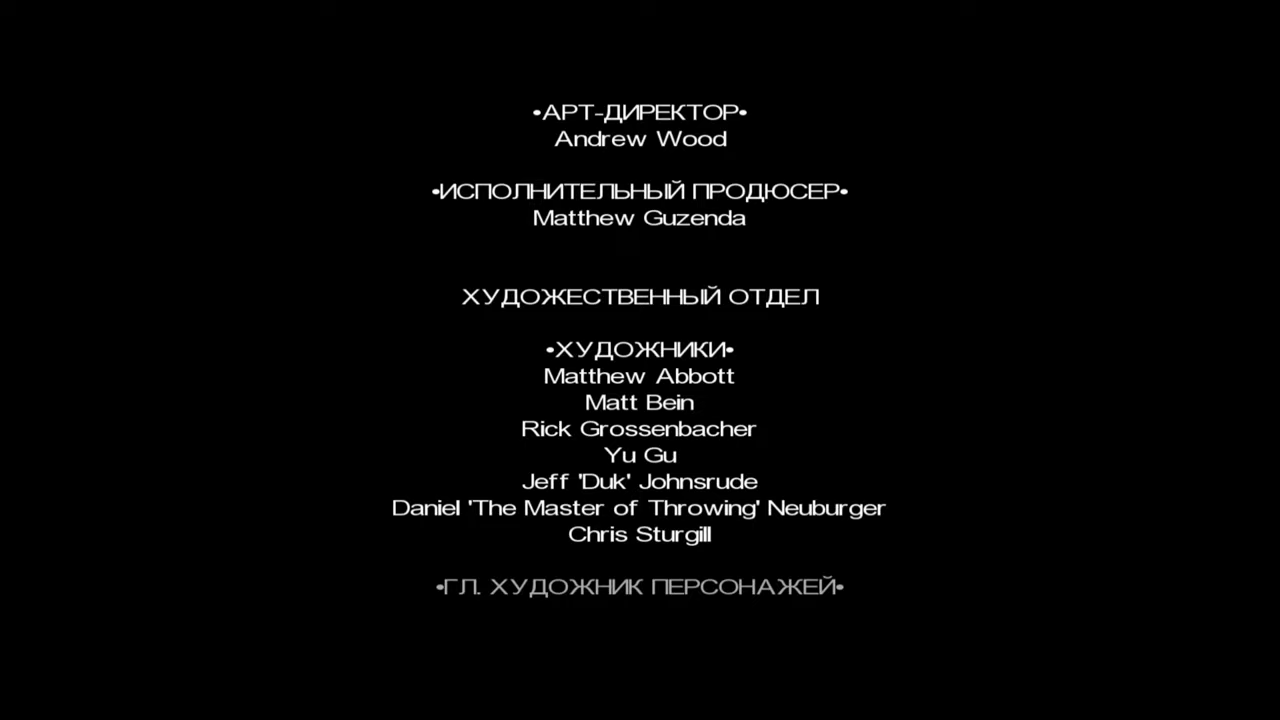 •АРТ-ДИРЕКТОР•
Andrew Wood
•ИСПОЛНИТЕЛЬНЫЙ ПРОДЮСЕР•
Matthew Guzenda
ХУДОЖЕСТВЕННЫЙ ОТДЕЛ
•ХУДОЖНИКИ•
Matthew Abbott
Matt Bein
Rick Grossenbacher
Yu Gu
Jeff 'Duk' Johnsrude
Daniel 'The Master of Throwing' Neuburger
Chris Sturgill
•ГЛ. ХУДОЖНИК ПЕРСОНАЖЕЙ•